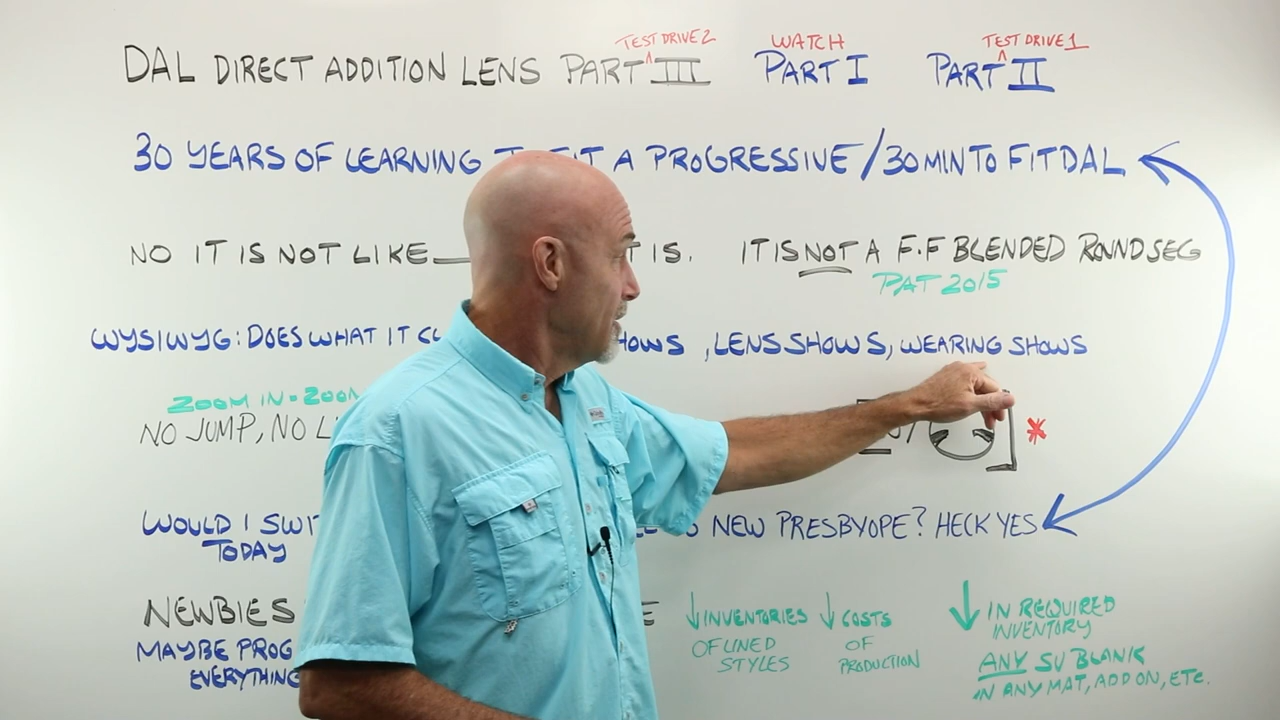 TEST DRIVE 2 WATCH TEST DRIVE 1
DAL DIRECT ADDITION LENS PART III PART I PART II
30 YEARS OF LEARNING A PROGRESSIVE / 30 MIN TO FIT DAL
NO IT IS NOT LIKE IS. IT IS NOT A F.F BLENDED ROUND SEG
PAT 2015
WYSIWYG: DOES WHAT IT SHOWS, LENS SHOWS, WEARING SHOWS
ZOOM IN =
NO JUMP, NO
WOULD I NEW PRESBYOPE? HECK YES
TODAY
NEWBIES
MAYBE PROG
EVERYTHING
↓ INVENTORIES
OF LINED
STYLES
↓ COSTS
OF
PRODUCTION
↓ IN REQUIRED
INVENTORY
ANY SV BLANK
IN ANY MAT, ADD ON, ETC.